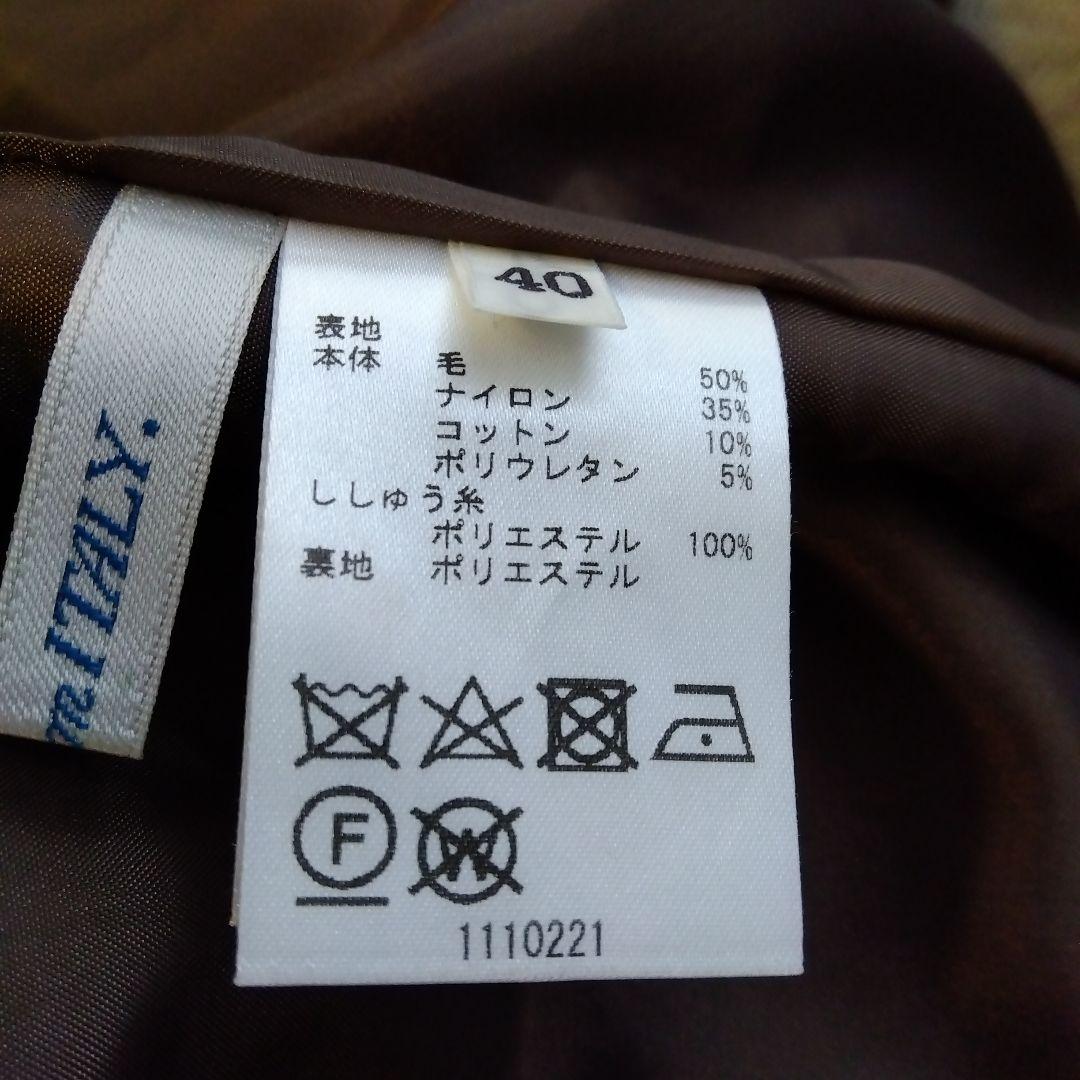 m ITALY.
40
表地
本体 毛 50%
ナイロン 35%
コットン 10%
ポリウレタン 5%
ししゅう糸
ポリエステル 100%
裏地 ポリエステル
F
W
1110221